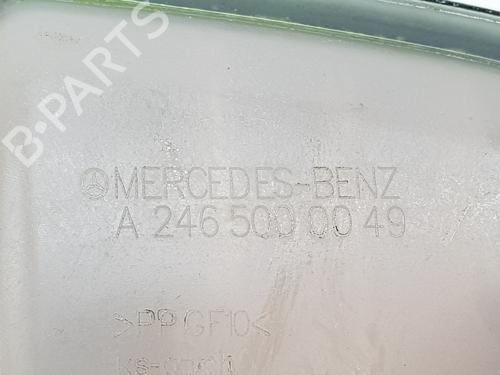 B-PARTS
MERCEDES-BENZ
A 246 500 00 49
>PP GF10<